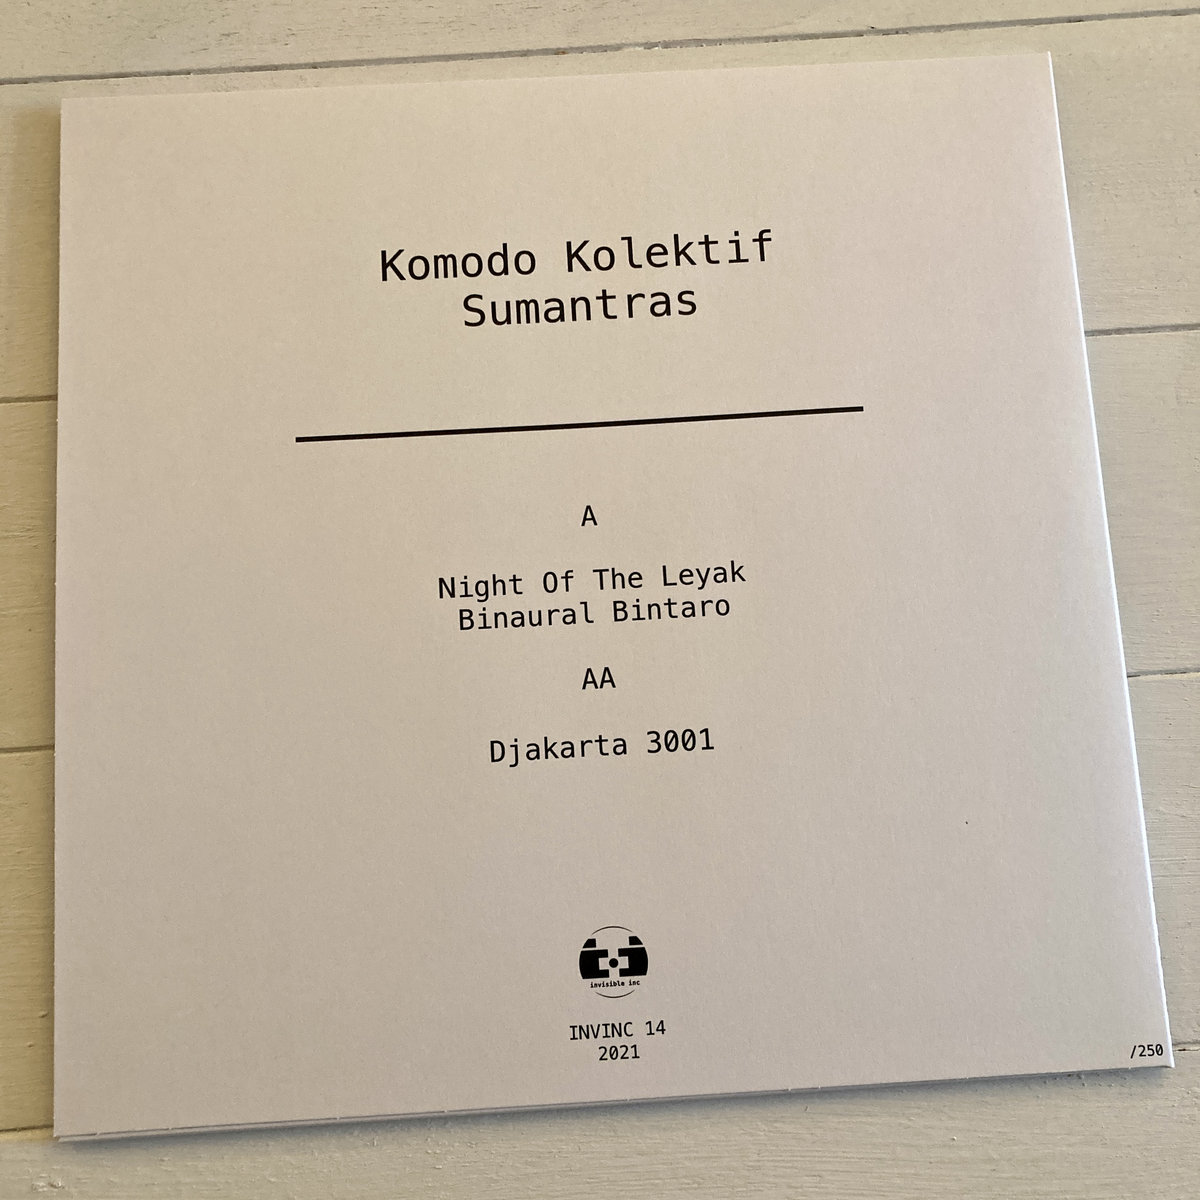 Komodo Kolektif
Sumantras
A
Night Of The Leyak
Binaural Bintaro
AA
Djakarta 3001
invisible inc
INVINC 14
2021
/250